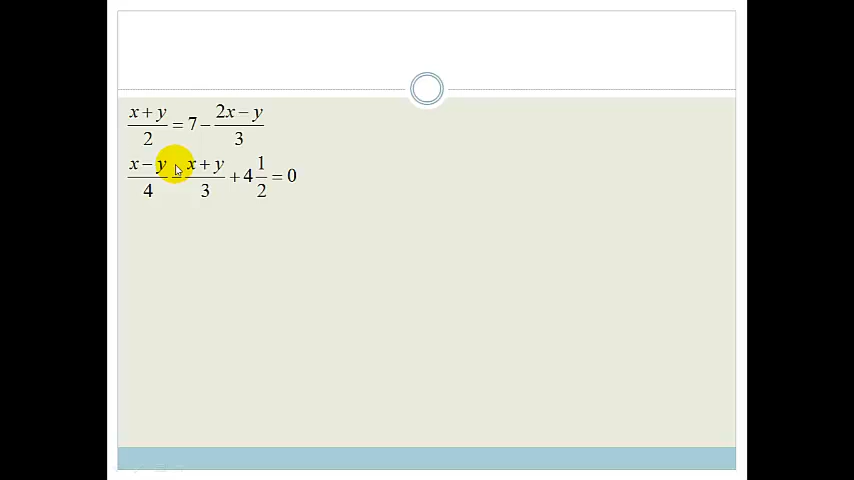 (x+y)/2 = 7 − (2x−y)/3
(x−y)/4 − (x+y)/3 + 4 1/2 = 0